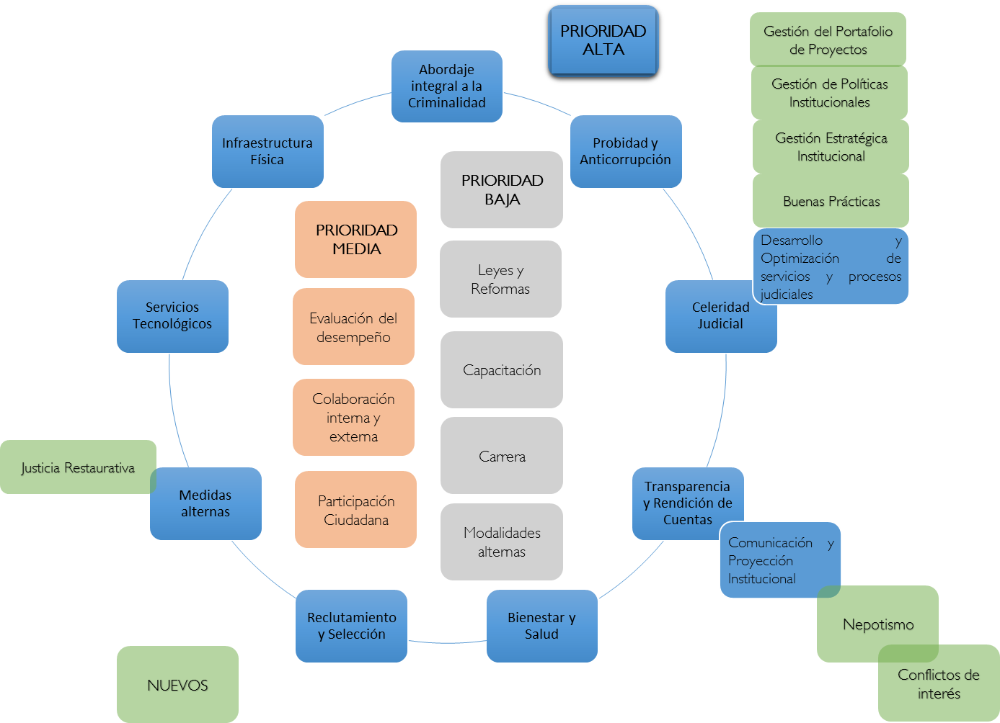 PRIORIDAD
ALTA
Gestión del Portafolio
de Proyectos
Gestión de Políticas
Institucionales
Gestión Estratégica
Institucional
Buenas Prácticas
Desarrollo y
Optimización de
servicios y procesos
judiciales
Abordaje
integral a la
Criminalidad
Probidad y
Anticorrupción
Celeridad
Judicial
Transparencia
y Rendición de
Cuentas
Comunicación y
Proyección
Institucional
Nepotismo
Conflictos de
interés
Bienestar y
Salud
Reclutamiento
y Selección
Medidas
alternas
Justicia Restaurativa
Servicios
Tecnológicos
Infraestructura
Física
PRIORIDAD
MEDIA
Evaluación del
desempeño
Colaboración
interna y
externa
Participación
Ciudadana
PRIORIDAD
BAJA
Leyes y
Reformas
Capacitación
Carrera
Modalidades
alternas
NUEVOS